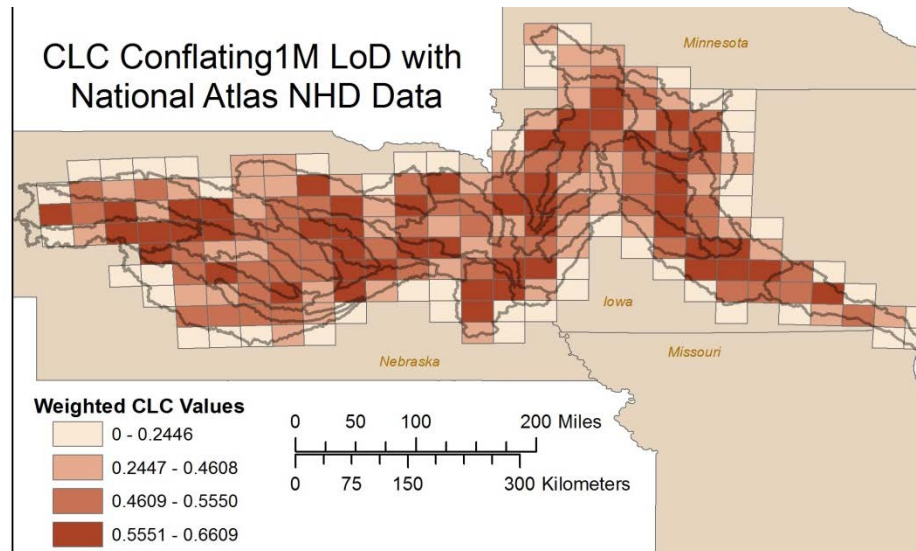 CLC Conflating1M LoD with
National Atlas NHD Data
Minnesota
Iowa
Nebraska
Missouri
Weighted CLC Values
0 - 0.2446
0.2447 - 0.4608
0.4609 - 0.5550
0.5551 - 0.6609
0 50 100 200 Miles
0 75 150 300 Kilometers